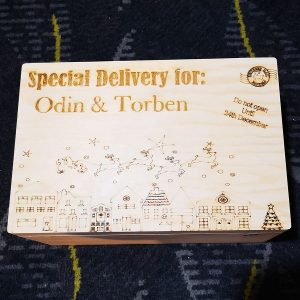 Special Delivery for:
Odin & Torben
Do not open
Until
24th December